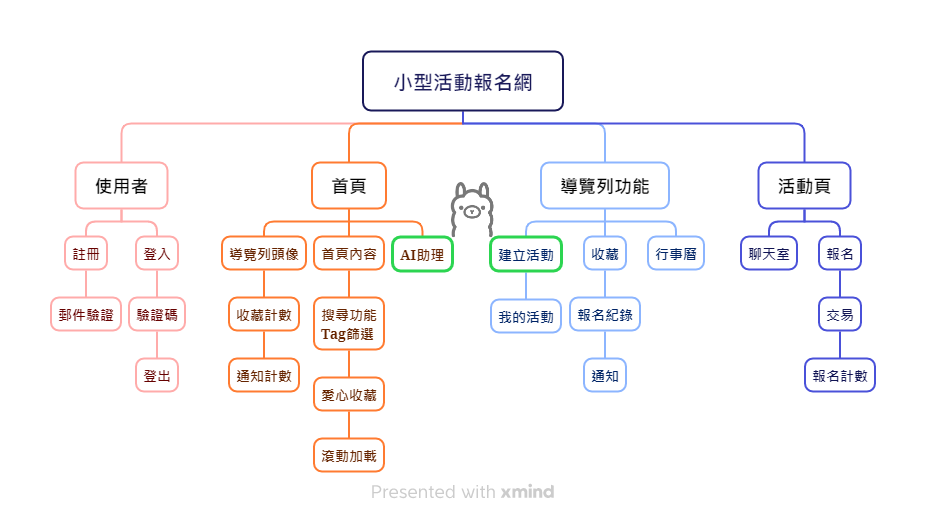 小型活動報名網
使用者
首頁
導覽列功能
活動頁
註冊
登入
導覽列頭像
首頁內容
AI助理
建立活動
收藏
行事曆
聊天室
報名
郵件驗證
驗證碼
收藏計數
搜尋功能
Tag篩選
我的活動
報名紀錄
交易
登出
通知計數
愛心收藏
通知
報名計數
滾動加載
Presented with xmind